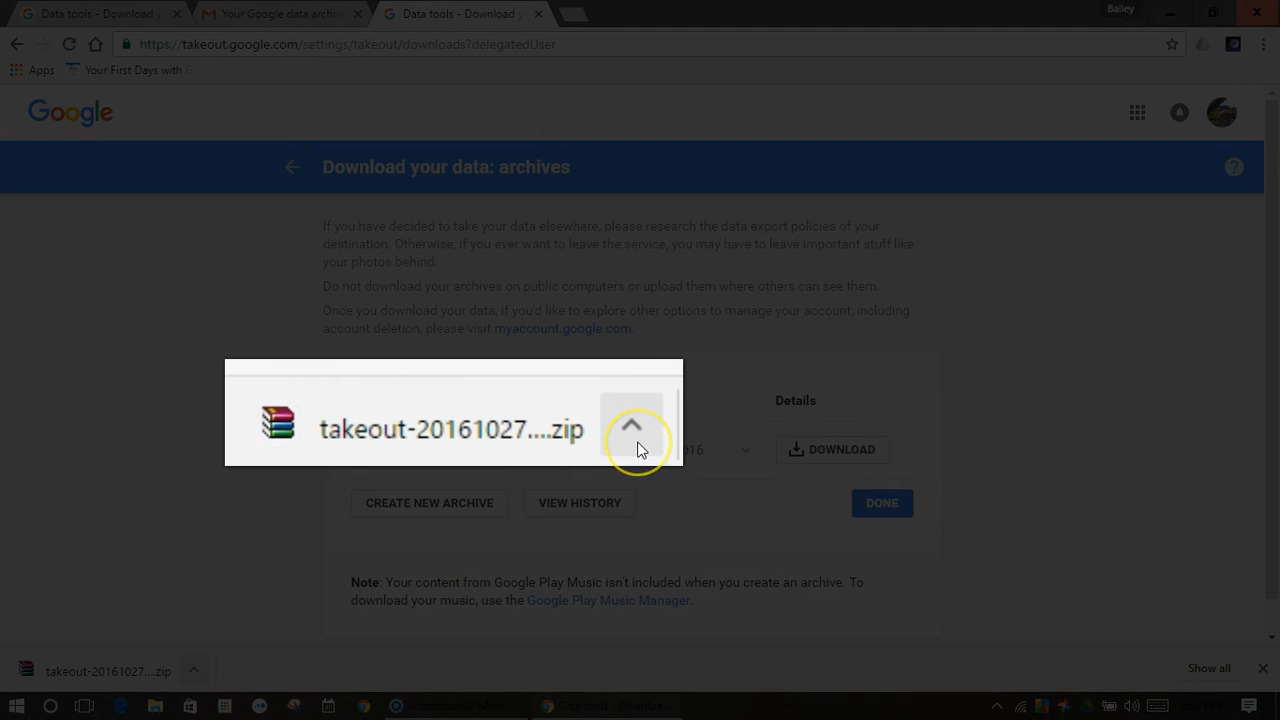 Data tools - Download y
Your Google data archiv
Data tools - Download y
Bailey
https://takeout.google.com/settings/takeout/downloads?delegatedUser
Apps
Your First Days with
Google
Download your data: archives
If you have decided to take your data elsewhere, please research the data export policies of your
destination. Otherwise, if you ever want to leave the service, you may have to leave important stuff like
your photos behind.
Do not download your archives on public computers or upload them where others can see them.
Once you download your data, if you'd like to explore other options to manage your account, including
account deletion, please visit myaccount.google.com.
takeout-20161027....zip
Details
016
DOWNLOAD
CREATE NEW ARCHIVE
VIEW HISTORY
DONE
Note: Your content from Google Play Music isn't included when you create an archive. To
download your music, use the Google Play Music Manager.
takeout-20161027....zip
Show all
Data tools - Downloa